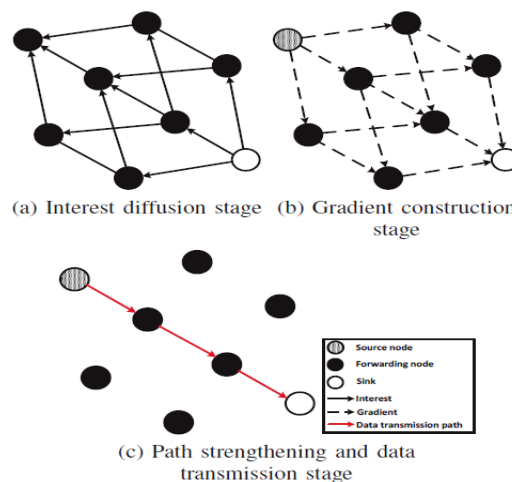 (a) Interest diffusion stage
(b) Gradient construction
stage
Source node
Forwarding node
Sink
Interest
Gradient
Data transmission path
(c) Path strengthening and data
transmission stage